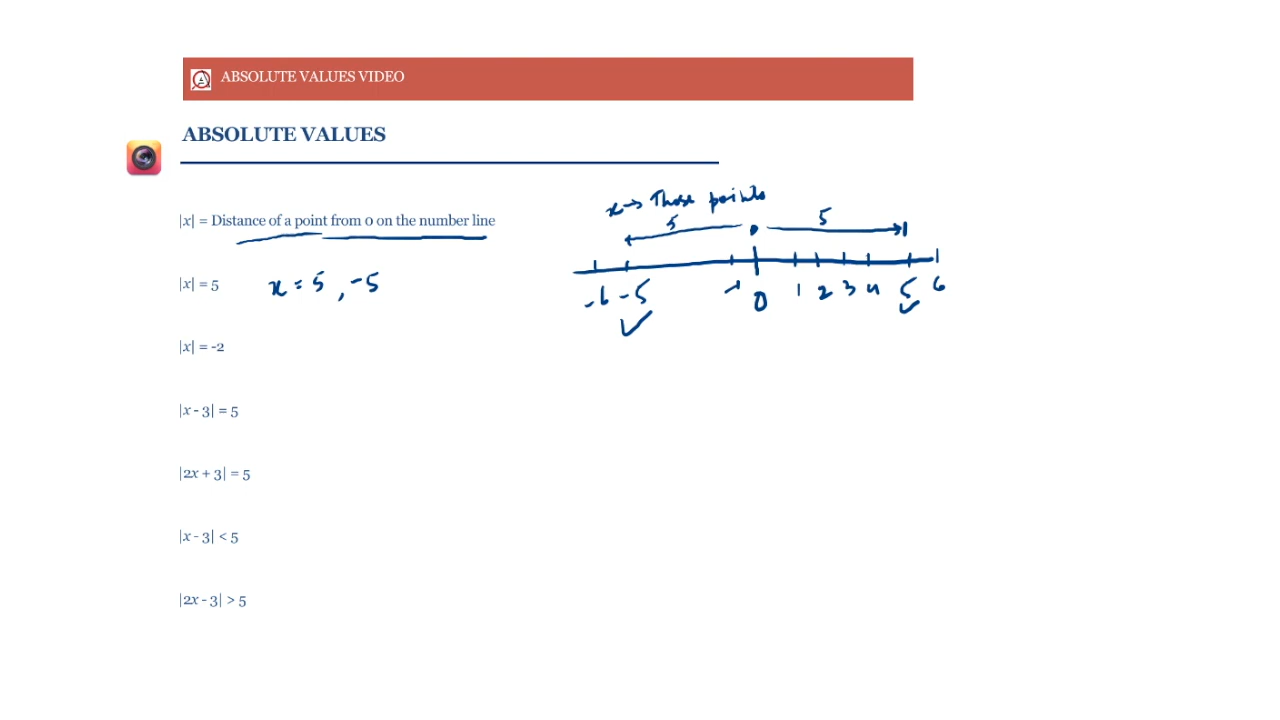 ABSOLUTE VALUES VIDEO
ABSOLUTE VALUES
x → Those points
|x| = Distance of a point from 0 on the number line
5 5
|x| = 5 x = 5, -5
-6 -5 -1 0 1 2 3 4 5 6
|x| = -2
|x - 3| = 5
|2x + 3| = 5
|x - 3| < 5
|2x - 3| > 5